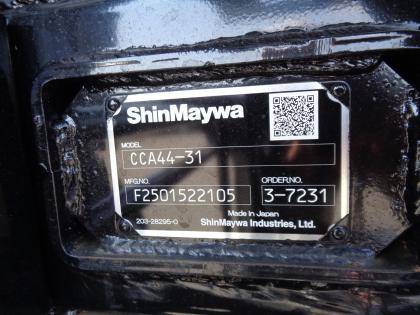 ShinMaywa
MODEL
CCA44-31
MFG.NO. ORDER.NO.
F2501522105 3-7231
Made in Japan
203-28295-0 ShinMaywa Industries, Ltd.